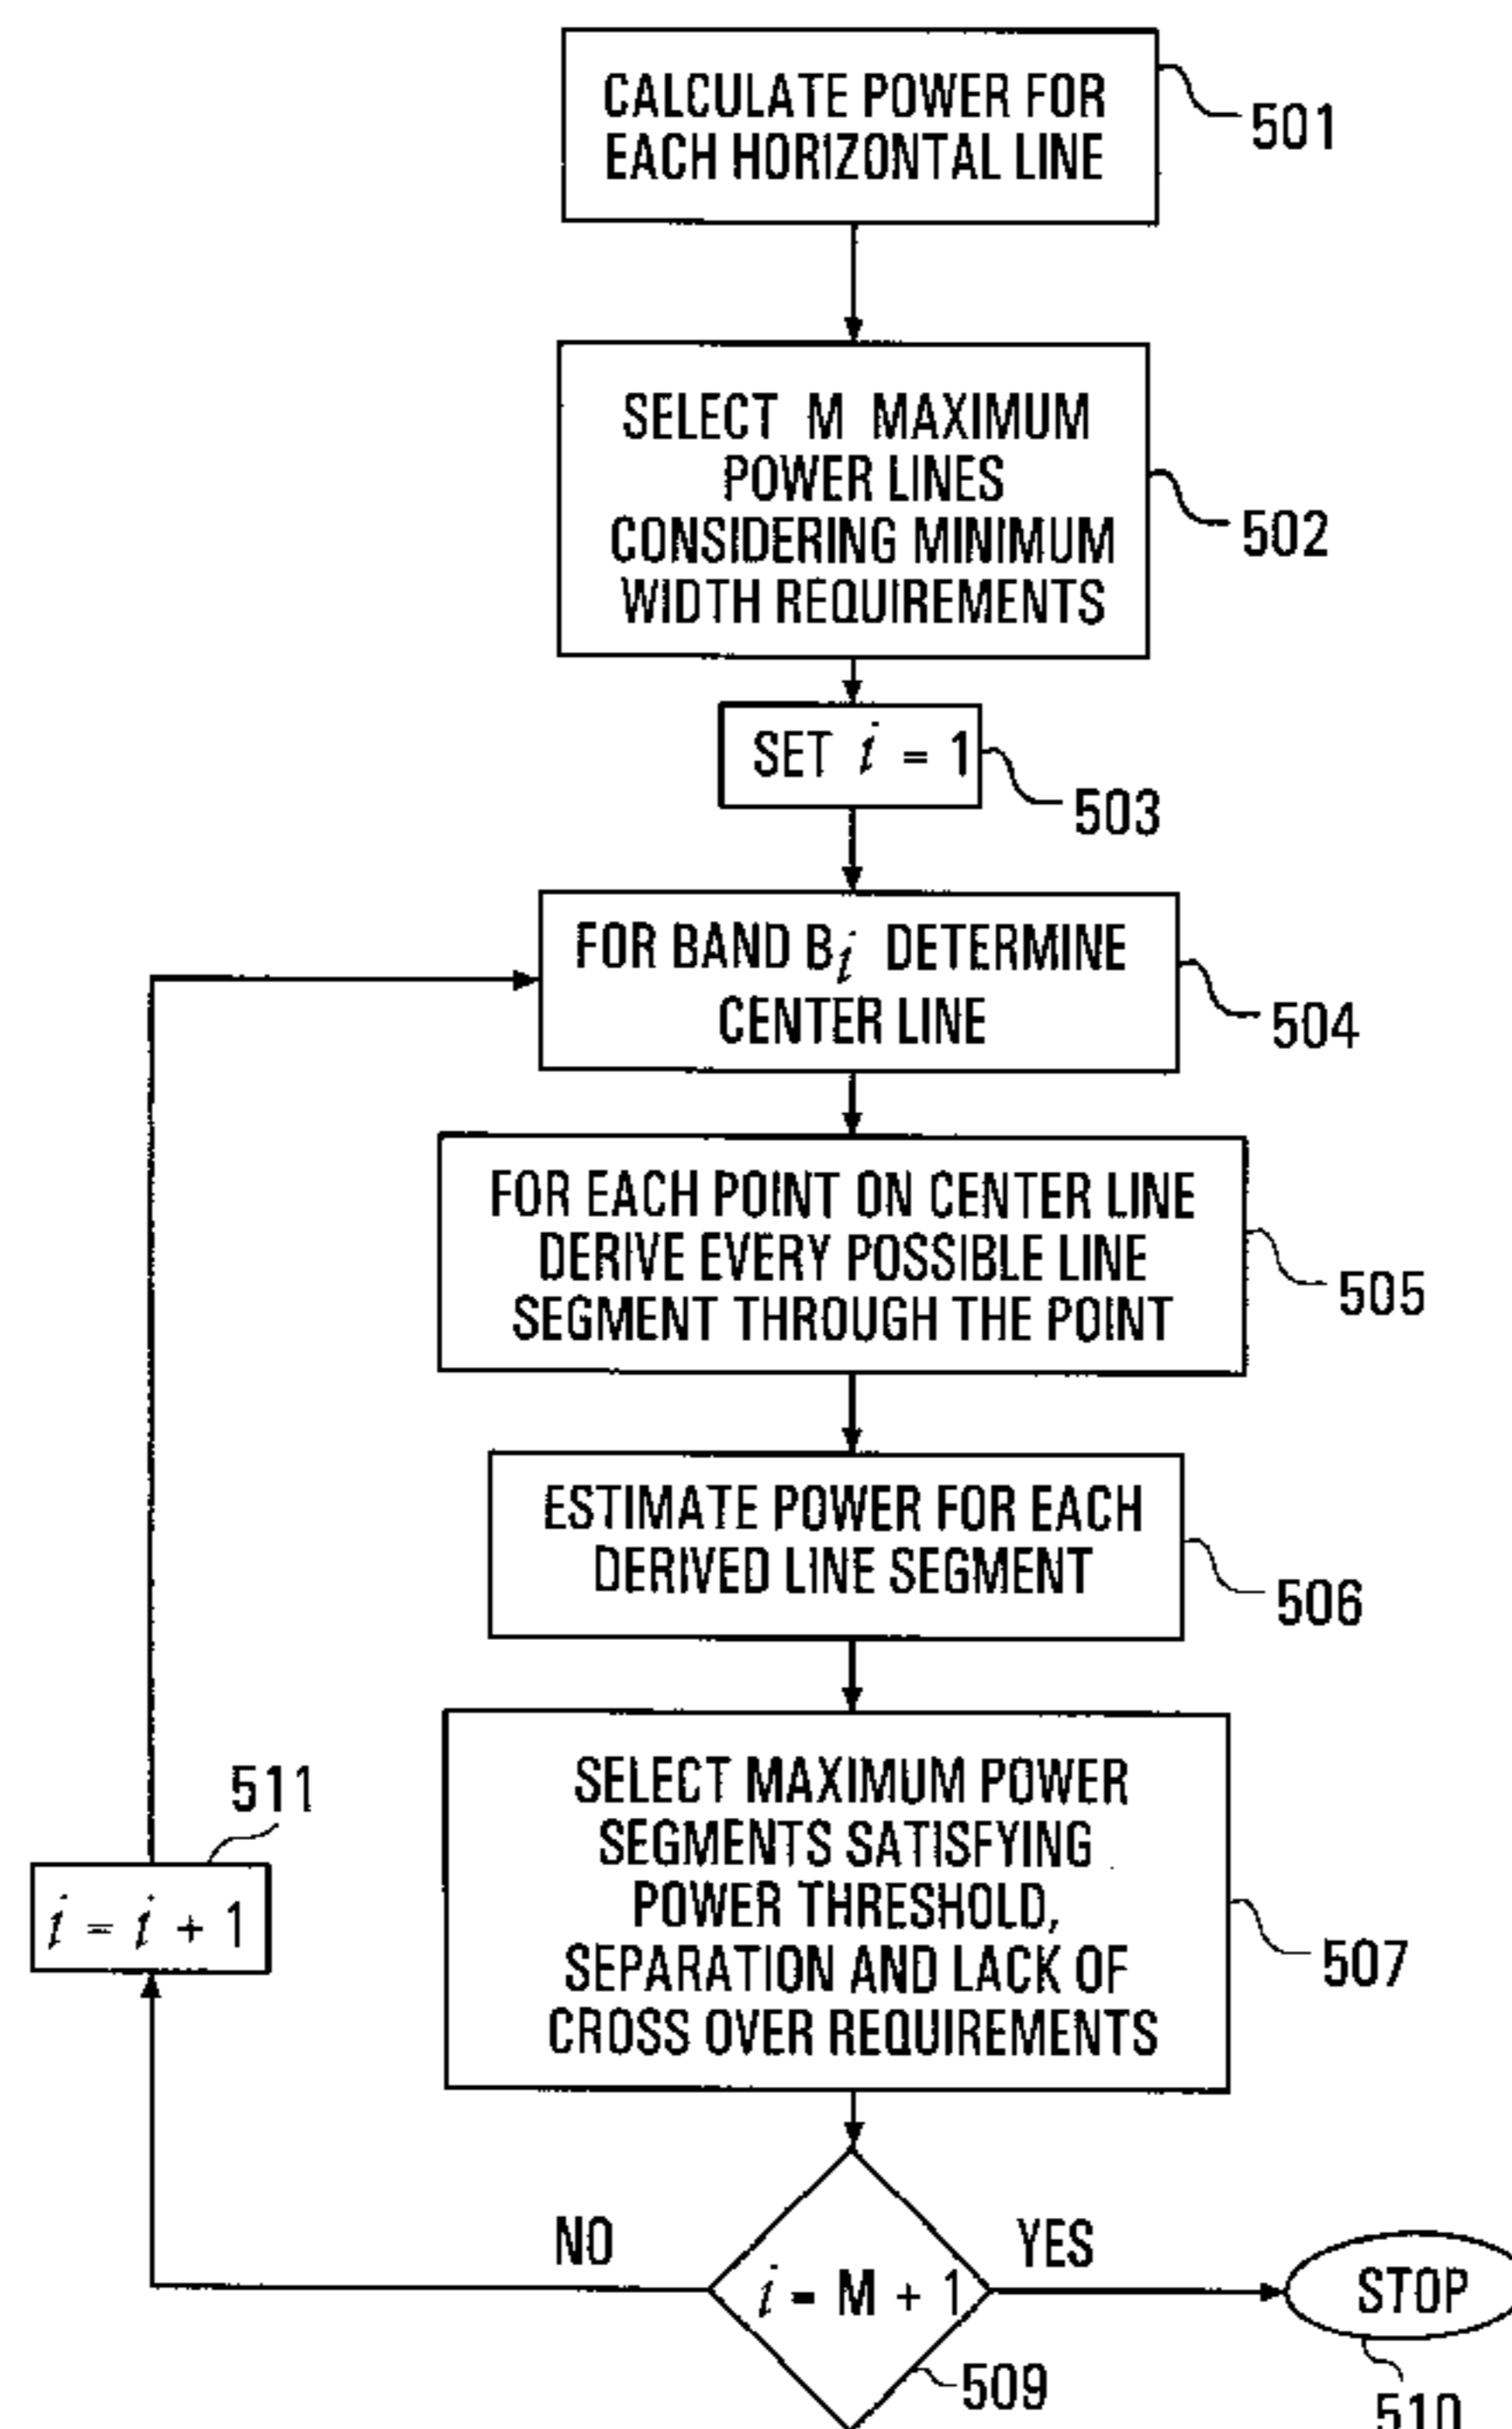 CALCULATE POWER FOR
EACH HORIZONTAL LINE
501
SELECT M MAXIMUM
POWER LINES
CONSIDERING MINIMUM
WIDTH REQUIREMENTS
502
SET i = 1
503
FOR BAND Bi DETERMINE
CENTER LINE
504
FOR EACH POINT ON CENTER LINE
DERIVE EVERY POSSIBLE LINE
SEGMENT THROUGH THE POINT
505
ESTIMATE POWER FOR EACH
DERIVED LINE SEGMENT
506
SELECT MAXIMUM POWER
SEGMENTS SATISFYING
POWER THRESHOLD,
SEPARATION AND LACK OF
CROSS OVER REQUIREMENTS
507
511
i = i + 1
NO
YES
i = M + 1
STOP
509
510